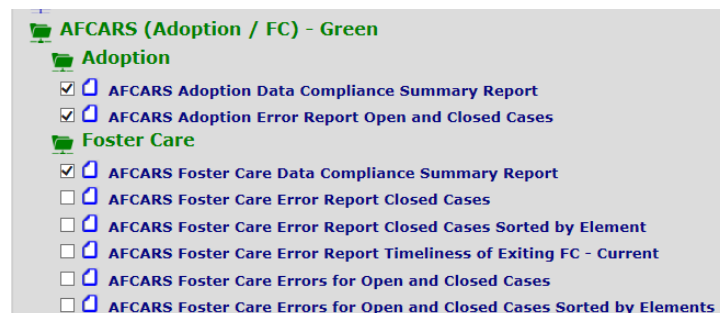 AFCARS (Adoption / FC) - Green
Adoption
AFCARS Adoption Data Compliance Summary Report
AFCARS Adoption Error Report Open and Closed Cases
Foster Care
AFCARS Foster Care Data Compliance Summary Report
AFCARS Foster Care Error Report Closed Cases
AFCARS Foster Care Error Report Closed Cases Sorted by Element
AFCARS Foster Care Error Report Timeliness of Exiting FC - Current
AFCARS Foster Care Errors for Open and Closed Cases
AFCARS Foster Care Errors for Open and Closed Cases Sorted by Elements